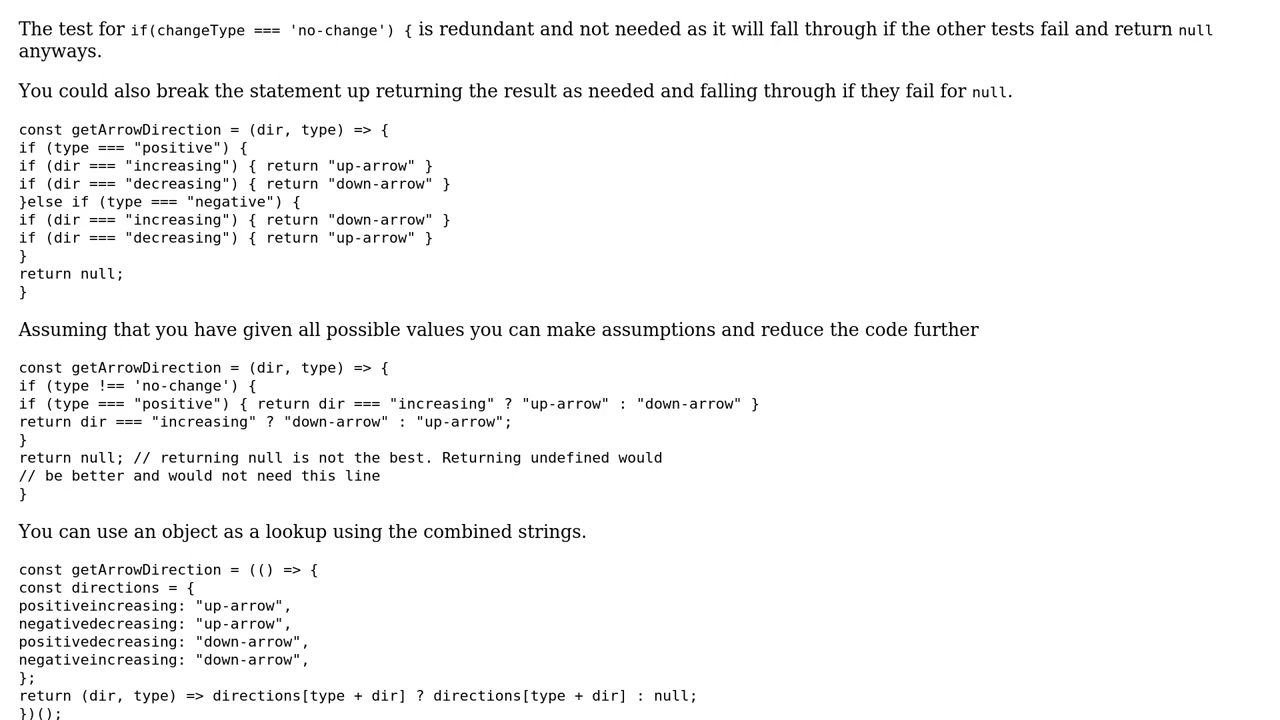 The test for if(changeType === 'no-change') { is redundant and not needed as it will fall through if the other tests fail and return null
anyways.
You could also break the statement up returning the result as needed and falling through if they fail for null.
const getArrowDirection = (dir, type) => {
if (type === "positive") {
if (dir === "increasing") { return "up-arrow" }
if (dir === "decreasing") { return "down-arrow" }
}else if (type === "negative") {
if (dir === "increasing") { return "down-arrow" }
if (dir === "decreasing") { return "up-arrow" }
}
return null;
}
Assuming that you have given all possible values you can make assumptions and reduce the code further
const getArrowDirection = (dir, type) => {
if (type !== 'no-change') {
if (type === "positive") { return dir === "increasing" ? "up-arrow" : "down-arrow" }
return dir === "increasing" ? "down-arrow" : "up-arrow";
}
return null; // returning null is not the best. Returning undefined would
// be better and would not need this line
}
You can use an object as a lookup using the combined strings.
const getArrowDirection = (() => {
const directions = {
positiveincreasing: "up-arrow",
negativedecreasing: "up-arrow",
positivedecreasing: "down-arrow",
negativeincreasing: "down-arrow",
};
return (dir, type) => directions[type + dir] ? directions[type + dir] : null;
})();